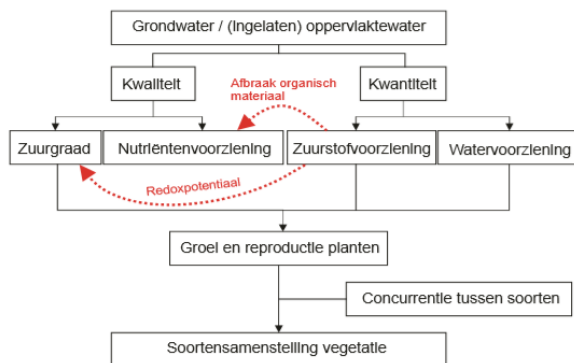 Grondwater / (Ingelaten) oppervlaktewater
Kwaliteit
Afbraak organisch
materiaal
Kwantiteit
Zuurgraad
Nutriëntenvoorziening
Zuurstofvoorziening
Watervoorziening
Redoxpotentiaal
Groei en reproductie planten
Concurrentie tussen soorten
Soortensamenstelling vegetatie